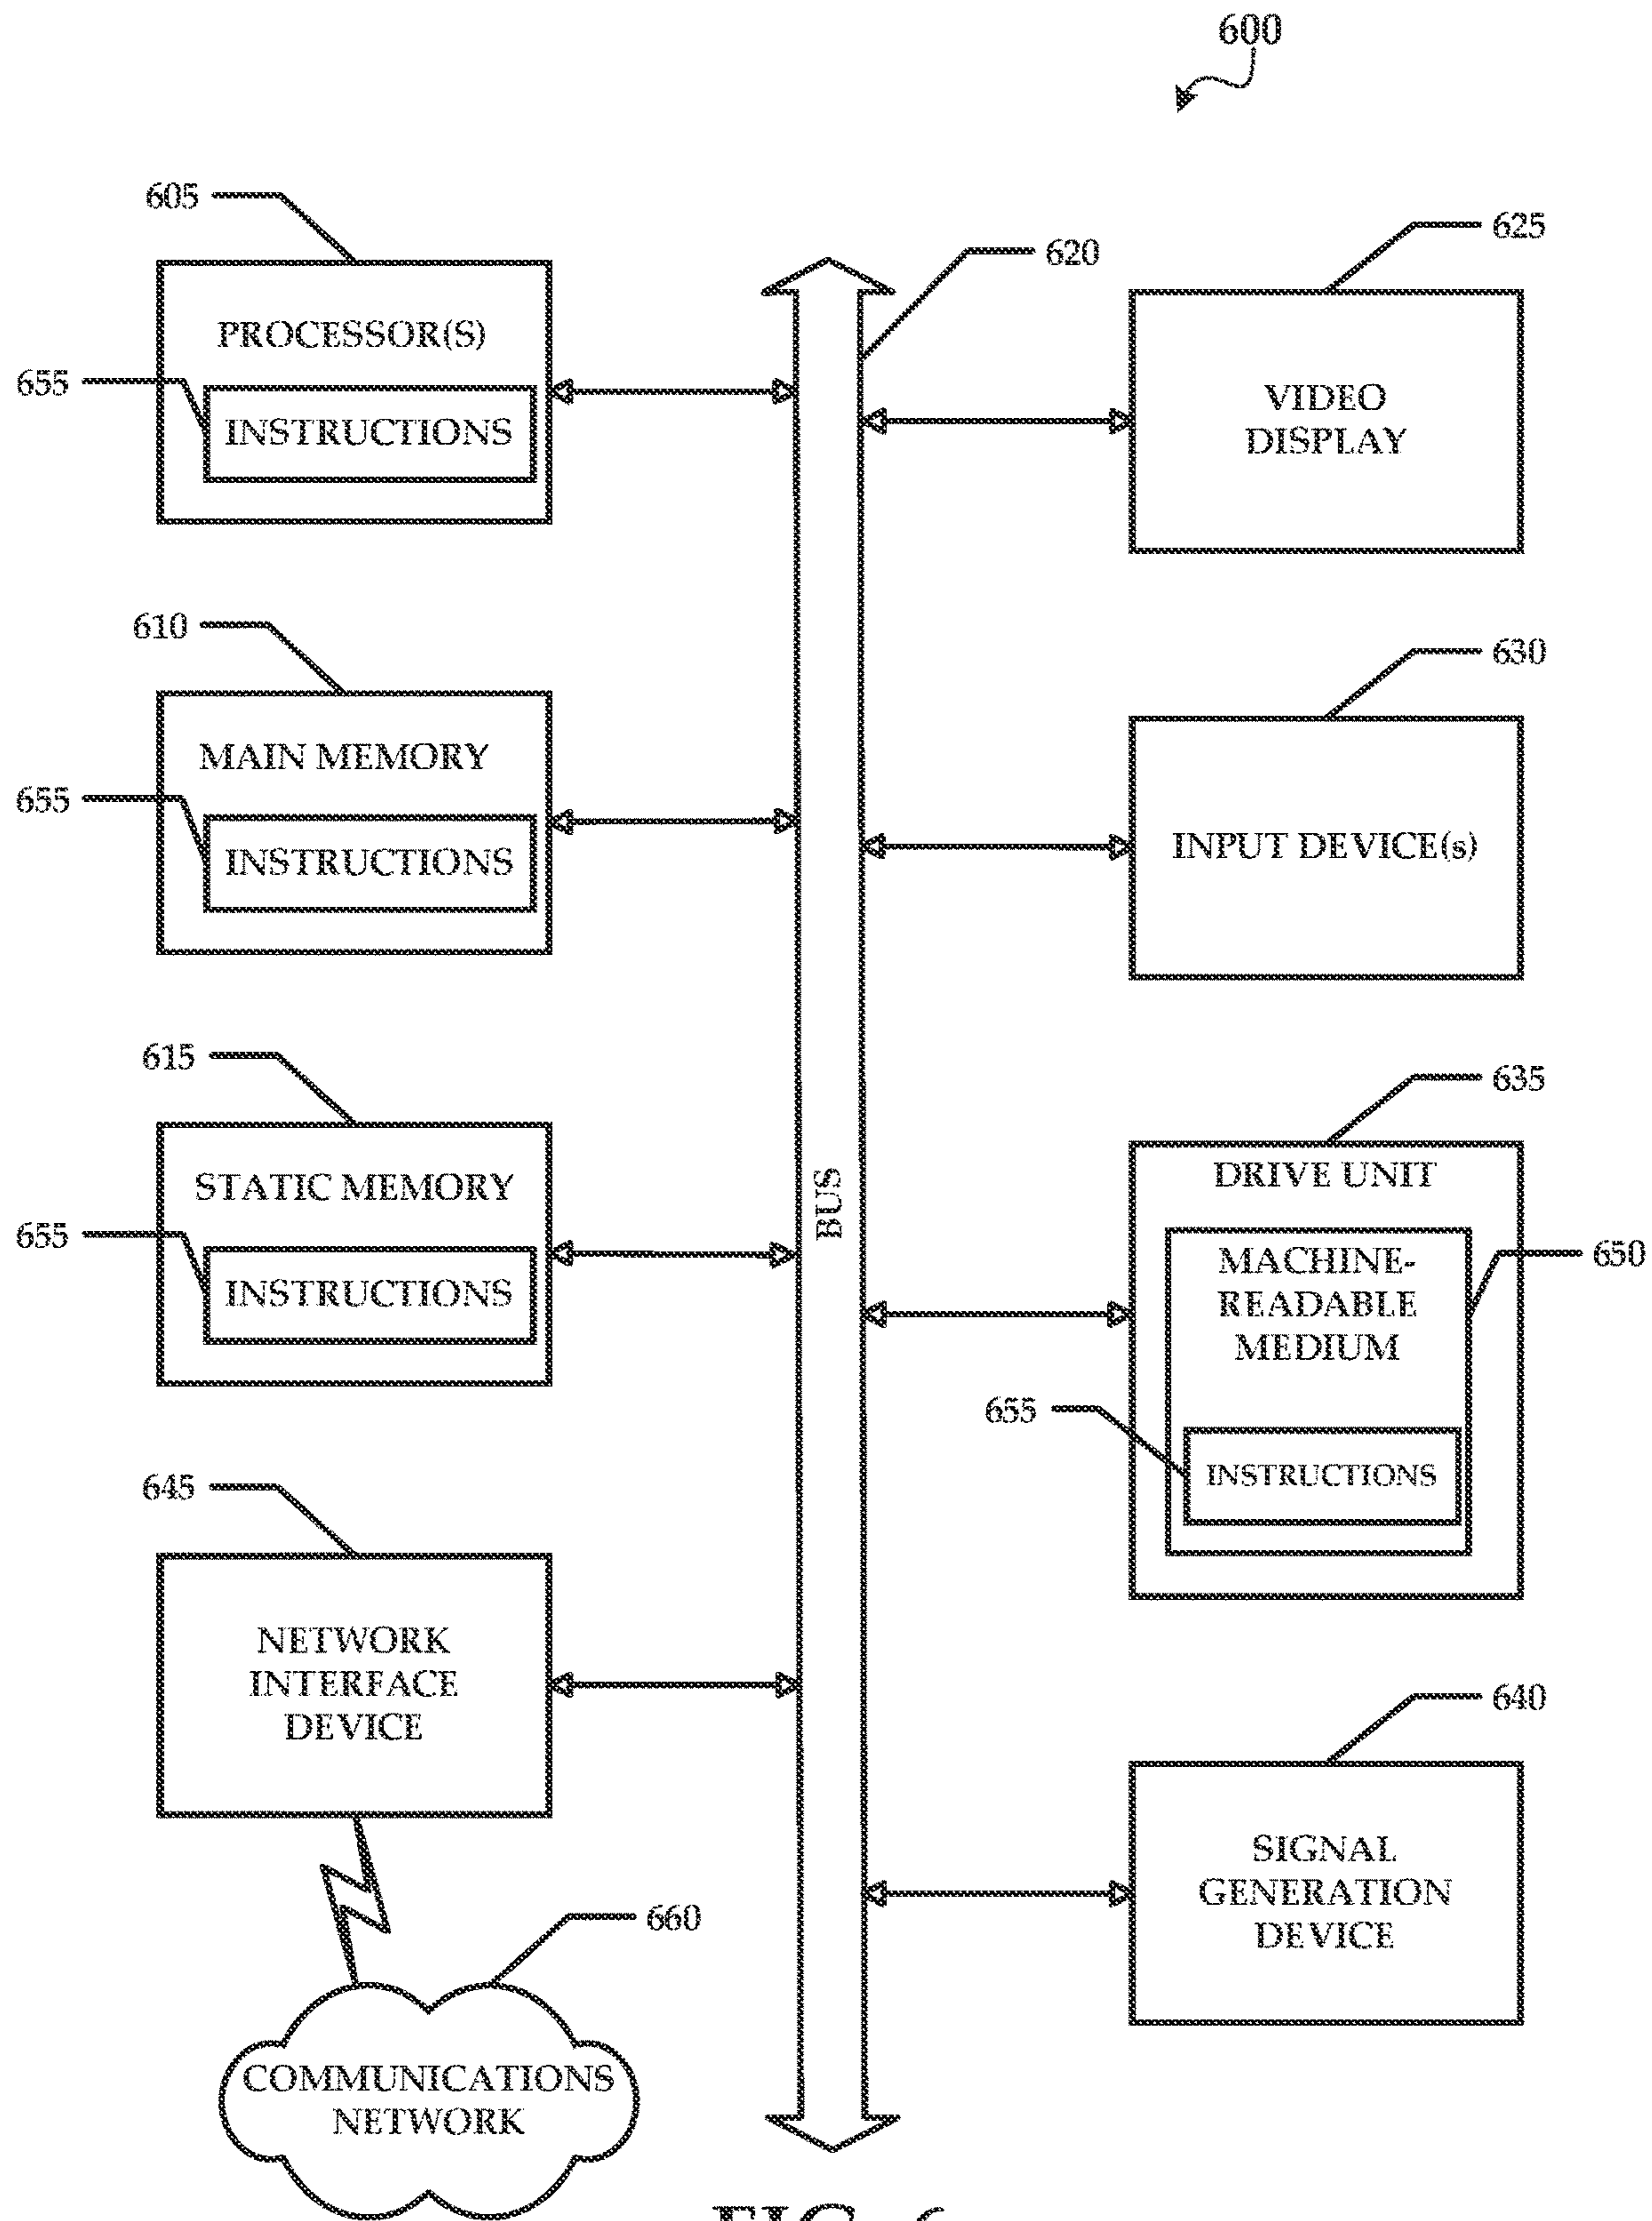 600
605
PROCESSOR(S)
655
INSTRUCTIONS
620
625
VIDEO
DISPLAY
610
MAIN MEMORY
655
INSTRUCTIONS
630
INPUT DEVICE(s)
615
STATIC MEMORY
655
INSTRUCTIONS
BUS
635
DRIVE UNIT
MACHINE-
READABLE
MEDIUM
650
655
INSTRUCTIONS
645
NETWORK
INTERFACE
DEVICE
640
SIGNAL
GENERATION
DEVICE
660
COMMUNICATIONS
NETWORK
FIG. 6